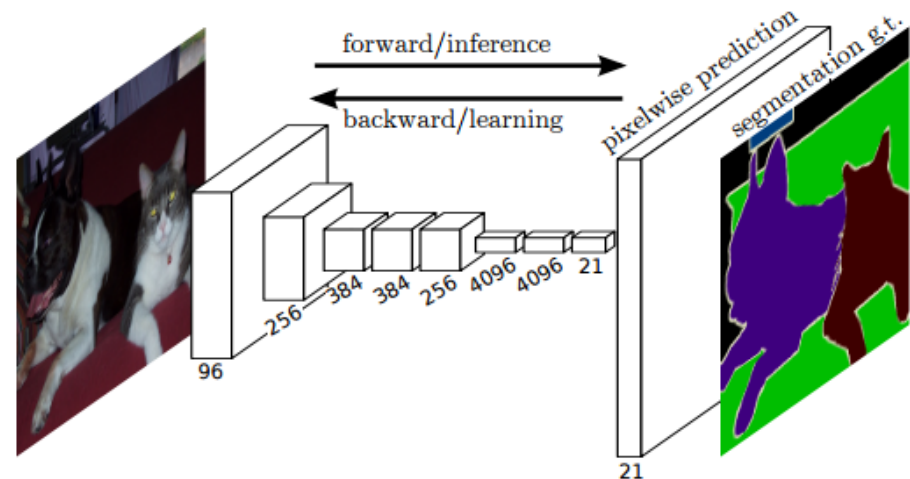 forward/inference
backward/learning
pixelwise prediction
segmentation g.t.
96
256
384
384
256
4096
4096
21
21